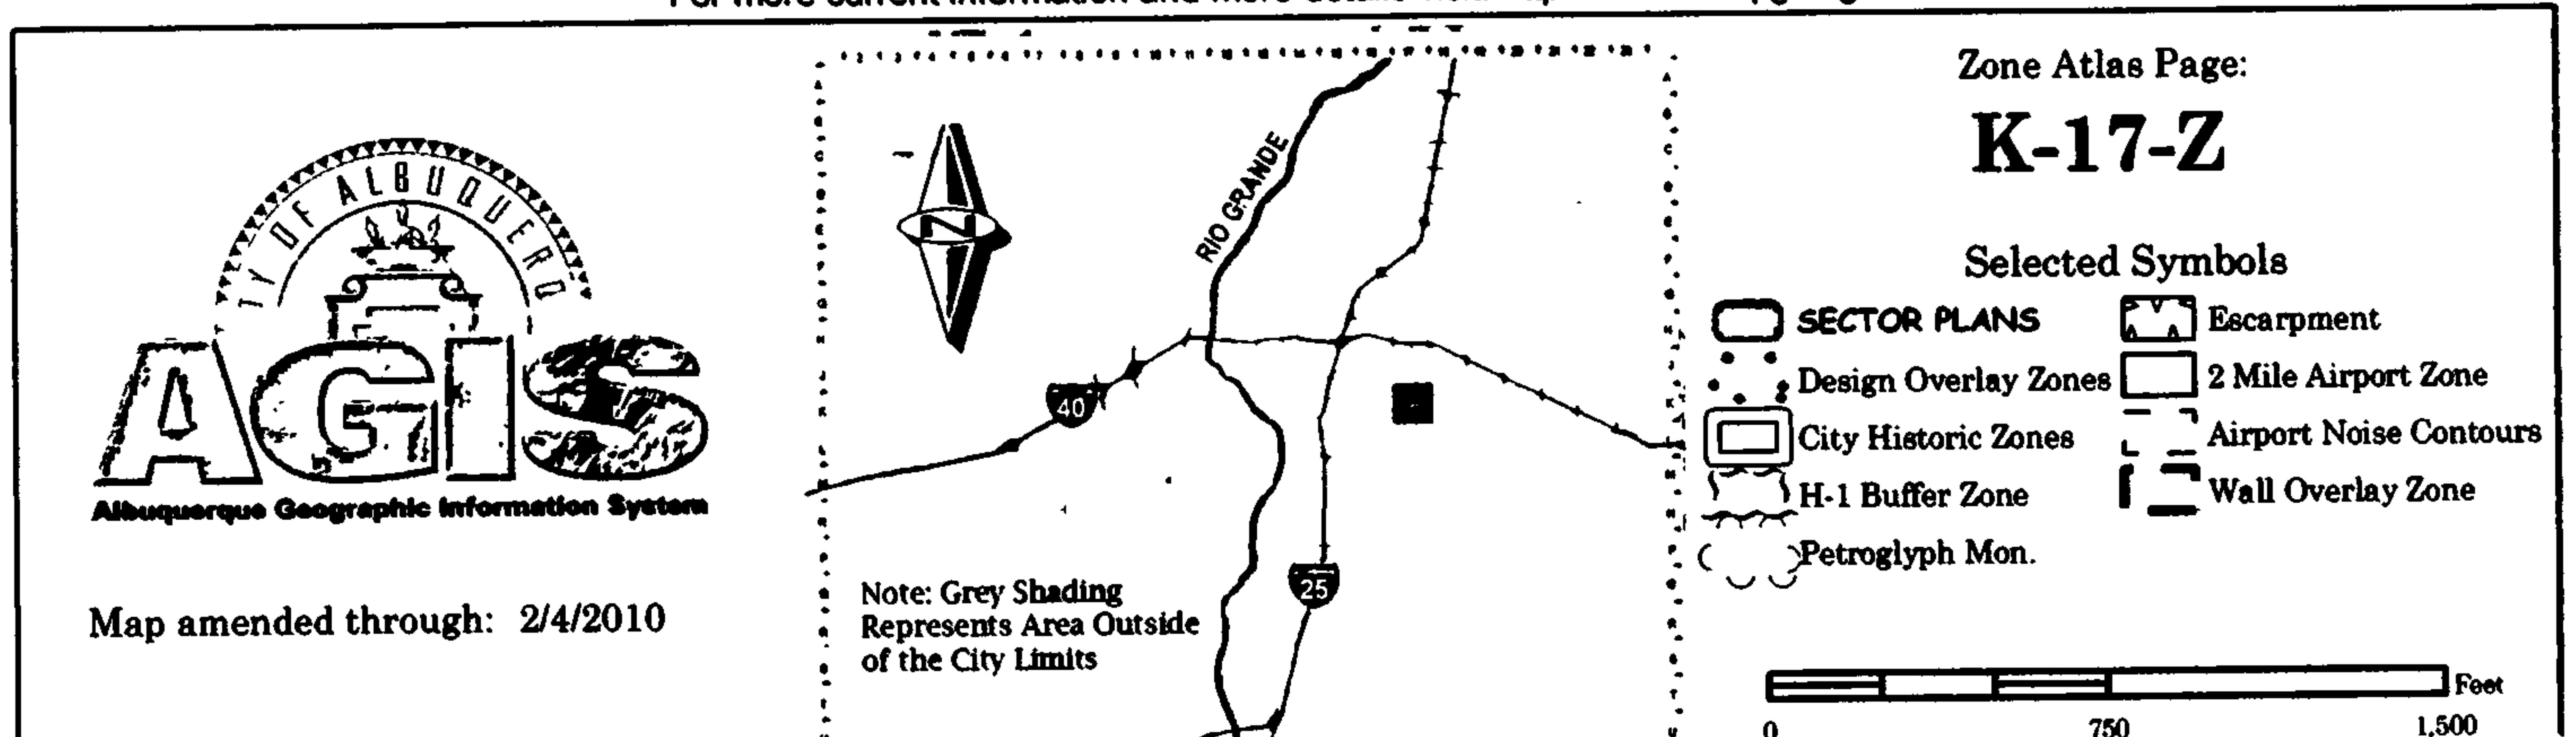 TY OF ALBUQUERQ
AGIS
Albuquerque Geographic Information System
Map amended through: 2/4/2010
RIO GRANDE
N
40
25
Note: Grey Shading
Represents Area Outside
of the City Limits
Zone Atlas Page:
K-17-Z
Selected Symbols
SECTOR PLANS
Design Overlay Zones
City Historic Zones
H-1 Buffer Zone
Petroglyph Mon.
Escarpment
2 Mile Airport Zone
Airport Noise Contours
Wall Overlay Zone
Feet
0 750 1,500